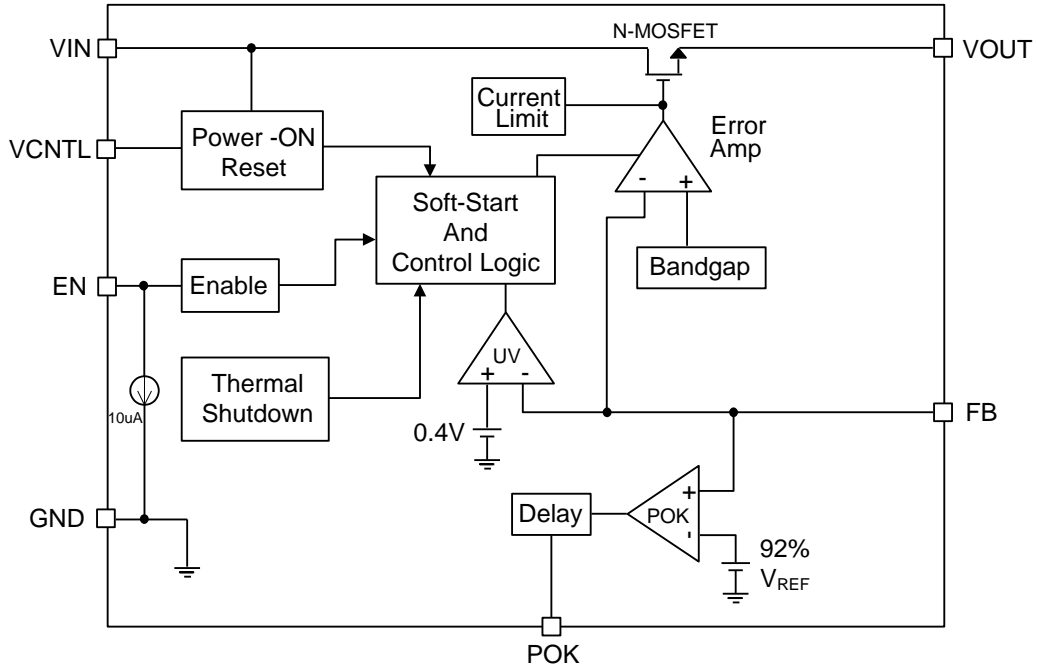 N-MOSFET
VIN
VOUT
Current
Limit
Error
Amp
VCNTL
Power -ON
Reset
- +
Soft-Start
And
Control Logic
Bandgap
EN
Enable
UV
+ -
Thermal
Shutdown
10uA
0.4V
FB
GND
Delay
POK
+
-
92%
VREF
POK